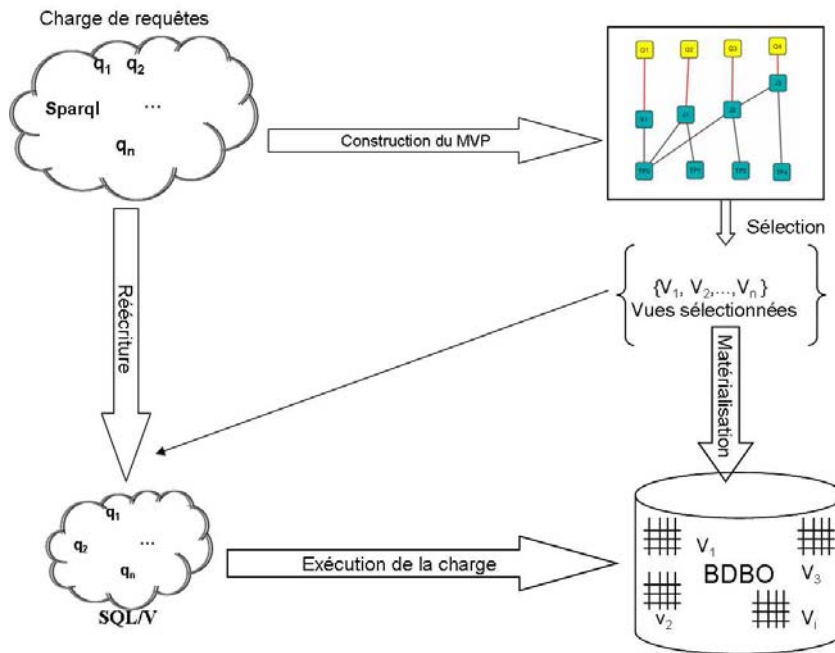 Charge de requêtes
q1 q2
Sparql ...
qn
Construction du MVP
Q1 Q2 Q3 Q4
Sélection
{V1, V2,...,Vn}
Vues sélectionnées
Réécriture
Matérialisation
q1
q2 ...
qn
SQL/V
Exécution de la charge
V1
BDBO
V3
V2
Vi